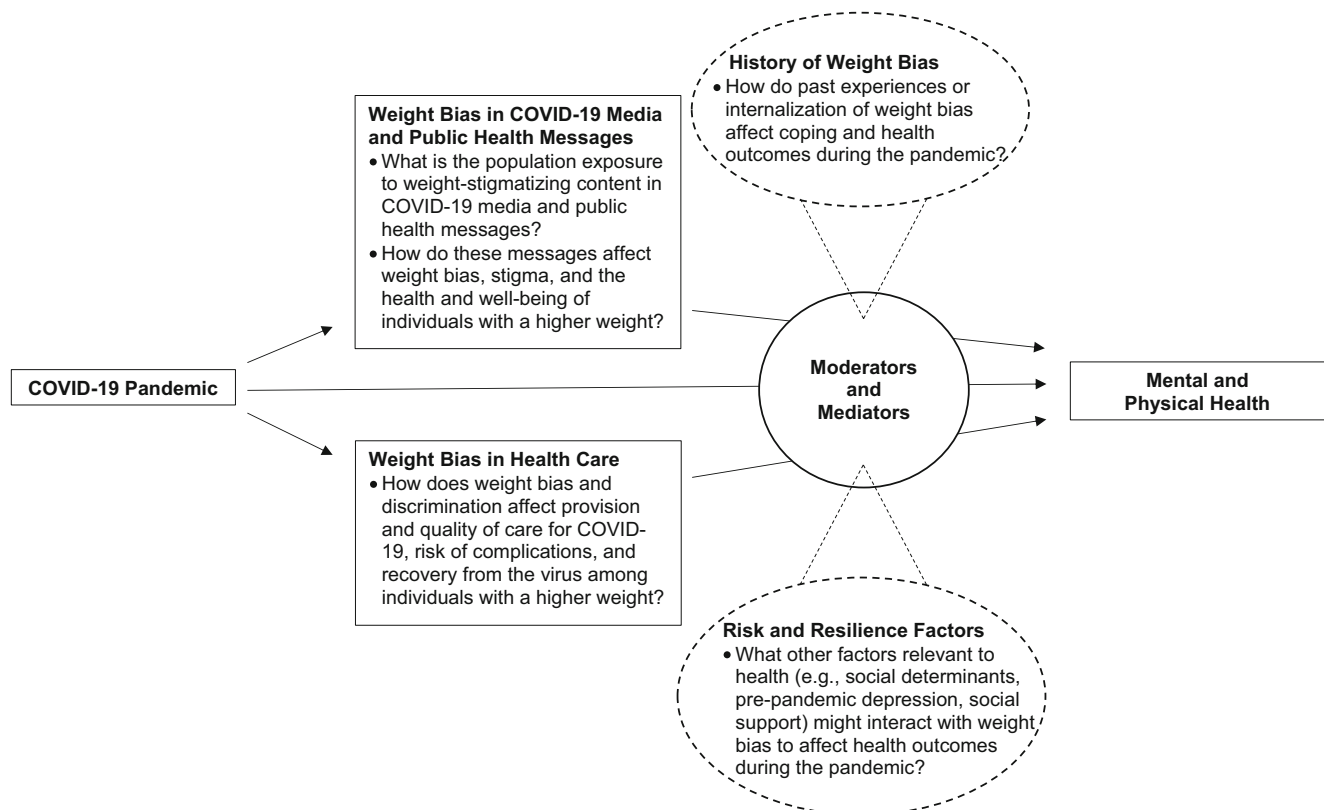 History of Weight Bias
• How do past experiences or
internalization of weight bias
affect coping and health
outcomes during the pandemic?
Weight Bias in COVID-19 Media
and Public Health Messages
• What is the population exposure
to weight-stigmatizing content in
COVID-19 media and public
health messages?
• How do these messages affect
weight bias, stigma, and the
health and well-being of
individuals with a higher weight?
COVID-19 Pandemic
Moderators
and
Mediators
Mental and
Physical Health
Weight Bias in Health Care
• How does weight bias and
discrimination affect provision
and quality of care for COVID-
19, risk of complications, and
recovery from the virus among
individuals with a higher weight?
Risk and Resilience Factors
• What other factors relevant to
health (e.g., social determinants,
pre-pandemic depression, social
support) might interact with weight
bias to affect health outcomes
during the pandemic?